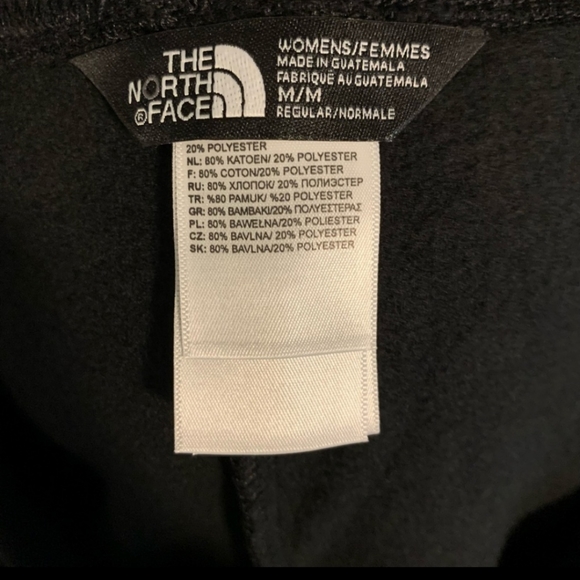 THE
NORTH
FACE®
WOMENS/FEMMES
MADE IN GUATEMALA
FABRIQUÉ AU GUATEMALA
M/M
REGULAR/NORMALE
20% POLYESTER
NL: 80% KATOEN/ 20% POLYESTER
F: 80% COTON/20% POLYESTER
RU: 80% ХЛОПОК/ 20% ПОЛИЭСТЕР
TR: %80 PAMUK/ %20 POLYESTER
GR: 80% ΒΑΜΒΑΚΙ/20% ΠΟΛΥΕΣΤΕΡΑΣ
PL: 80% BAWEŁNA/ 20% POLIESTER
CZ: 80% BAVLNA/ 20% POLYESTER
SK: 80% BAVLNA/20% POLYESTER